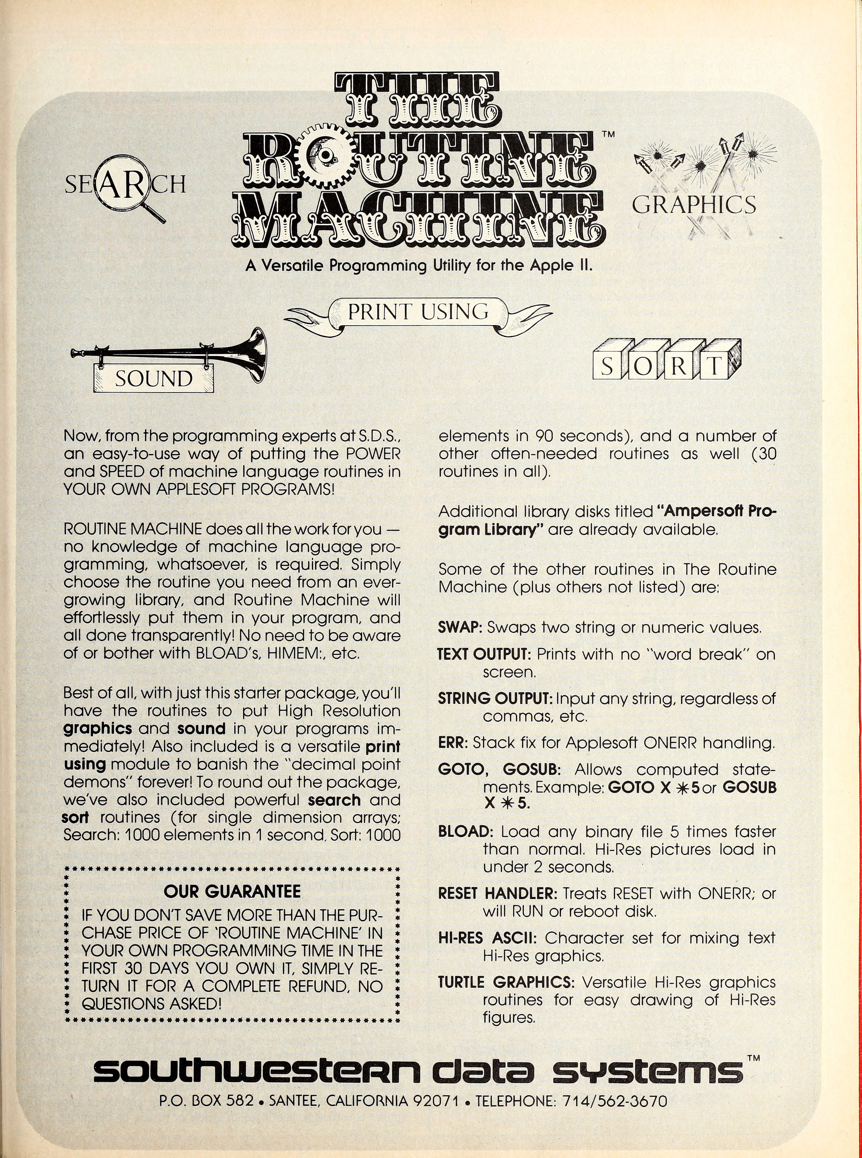 THE
ROUTINE
MACHINE™
SEARCH
GRAPHICS
A Versatile Programming Utility for the Apple II.
PRINT USING
SOUND
SORT
Now, from the programming experts at S.D.S.,
an easy-to-use way of putting the POWER
and SPEED of machine language routines in
YOUR OWN APPLESOFT PROGRAMS!
ROUTINE MACHINE does all the work for you —
no knowledge of machine language pro-
gramming, whatsoever, is required. Simply
choose the routine you need from an ever-
growing library, and Routine Machine will
effortlessly put them in your program, and
all done transparently! No need to be aware
of or bother with BLOAD's, HIMEM:, etc.
Best of all, with just this starter package, you'll
have the routines to put High Resolution
graphics and sound in your programs im-
mediately! Also included is a versatile print
using module to banish the "decimal point
demons" forever! To round out the package,
we've also included powerful search and
sort routines (for single dimension arrays;
Search: 1000 elements in 1 second. Sort: 1000
OUR GUARANTEE
IF YOU DON'T SAVE MORE THAN THE PUR-
CHASE PRICE OF 'ROUTINE MACHINE' IN
YOUR OWN PROGRAMMING TIME IN THE
FIRST 30 DAYS YOU OWN IT, SIMPLY RE-
TURN IT FOR A COMPLETE REFUND, NO
QUESTIONS ASKED!
elements in 90 seconds), and a number of
other often-needed routines as well (30
routines in all).
Additional library disks titled "Ampersoft Pro-
gram Library" are already available.
Some of the other routines in The Routine
Machine (plus others not listed) are:
SWAP: Swaps two string or numeric values.
TEXT OUTPUT: Prints with no "word break" on
screen.
STRING OUTPUT: Input any string, regardless of
commas, etc.
ERR: Stack fix for Applesoft ONERR handling.
GOTO, GOSUB: Allows computed state-
ments. Example: GOTO X * 5 or GOSUB
X * 5.
BLOAD: Load any binary file 5 times faster
than normal. Hi-Res pictures load in
under 2 seconds.
RESET HANDLER: Treats RESET with ONERR; or
will RUN or reboot disk.
HI-RES ASCII: Character set for mixing text
Hi-Res graphics.
TURTLE GRAPHICS: Versatile Hi-Res graphics
routines for easy drawing of Hi-Res
figures.
southwestern data systems™
P.O. BOX 582 • SANTEE, CALIFORNIA 92071 • TELEPHONE: 714/562-3670